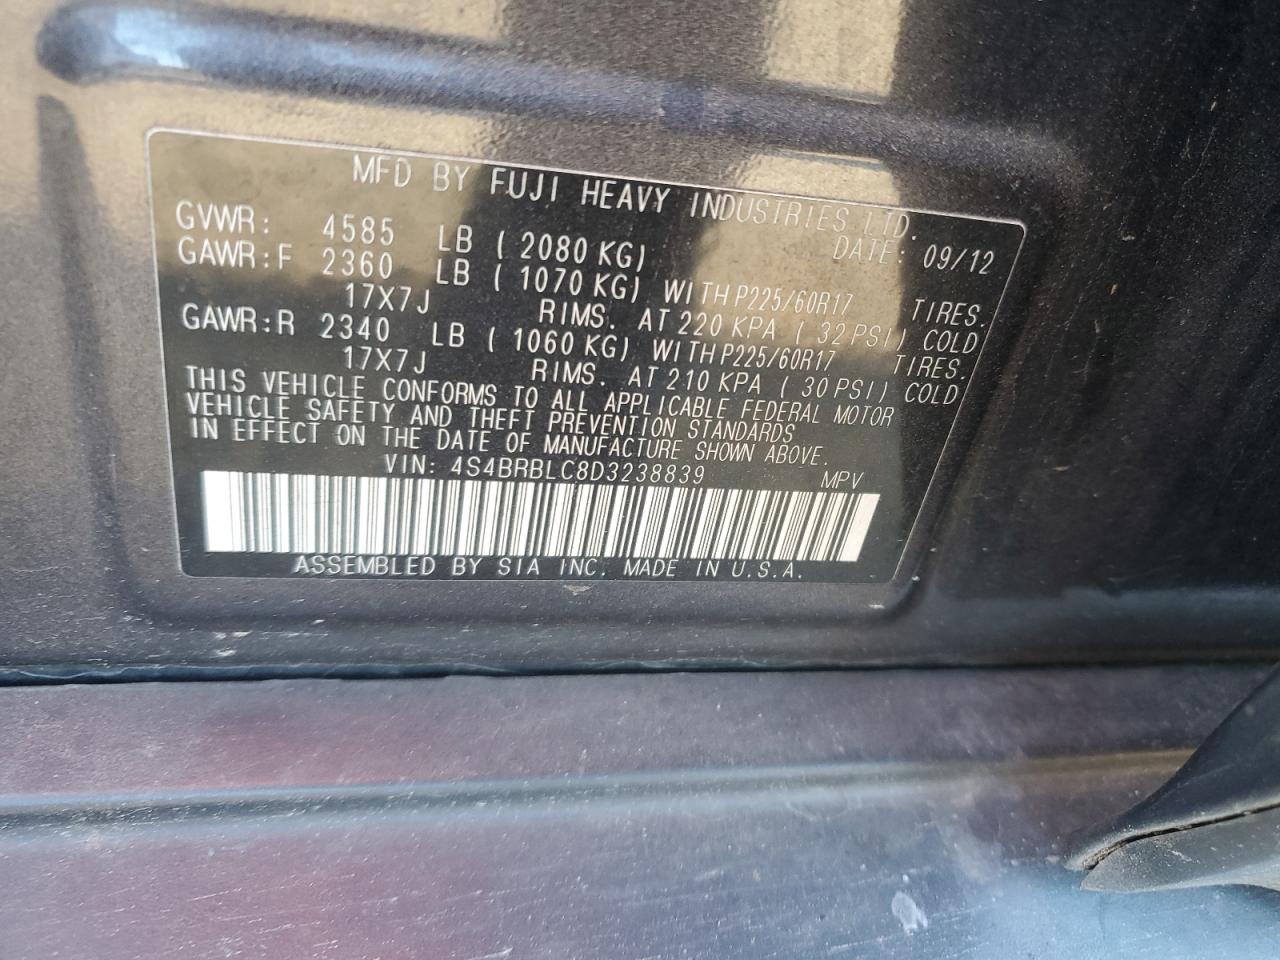 MFD BY FUJI HEAVY INDUSTRIES LTD.
DATE: 09/12
GVWR: 4585 LB ( 2080 KG)
GAWR:F 2360 LB ( 1070 KG) WITH P225/60R17 TIRES.
17X7J RIMS. AT 220 KPA ( 32 PSI) COLD
GAWR:R 2340 LB ( 1060 KG) WITH P225/60R17 TIRES.
17X7J RIMS. AT 210 KPA ( 30 PSI) COLD
THIS VEHICLE CONFORMS TO ALL APPLICABLE FEDERAL MOTOR
VEHICLE SAFETY AND THEFT PREVENTION STANDARDS
IN EFFECT ON THE DATE OF MANUFACTURE SHOWN ABOVE.
VIN: 4S4BRBLC8D3238839 MPV
ASSEMBLED BY SIA INC. MADE IN U.S.A.